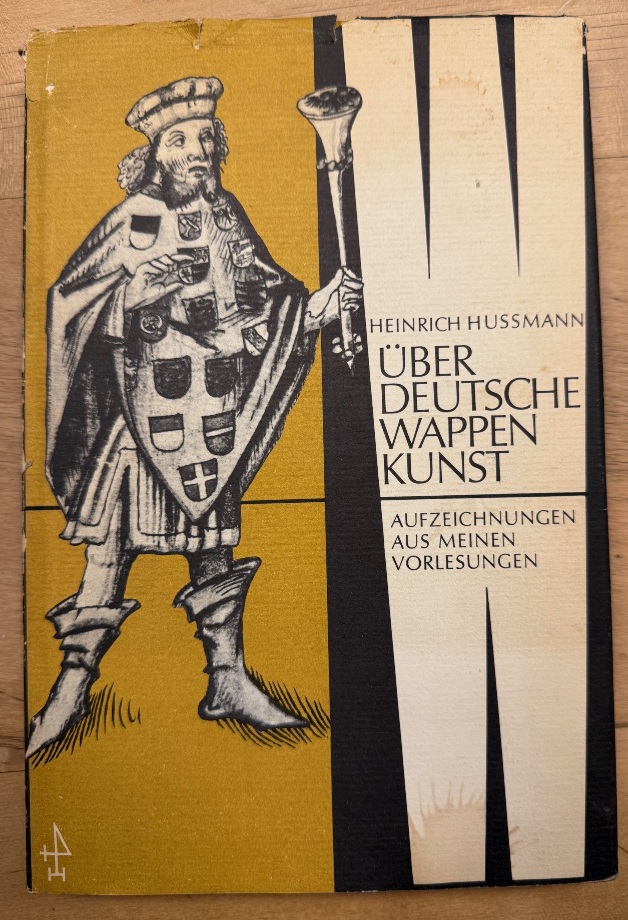 HEINRICH HUSSMANN
ÜBER
DEUTSCHE
WAPPEN
KUNST
AUFZEICHNUNGEN
AUS MEINEN
VORLESUNGEN